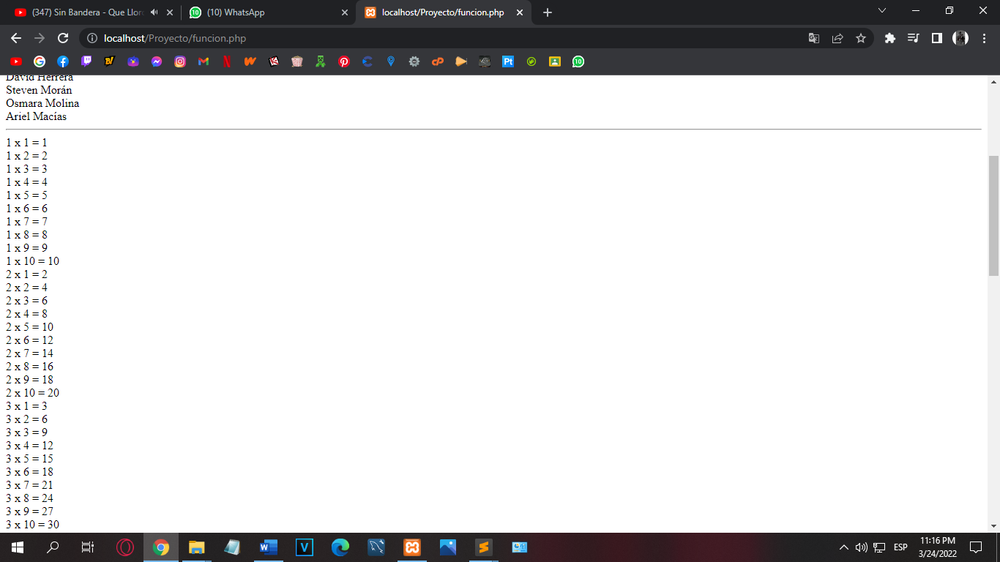 (347) Sin Bandera - Que Llor
(10) WhatsApp
localhost/Proyecto/funcion.php
localhost/Proyecto/funcion.php
David Herrera
Steven Morán
Osmara Molina
Ariel Macías
1 x 1 = 1
1 x 2 = 2
1 x 3 = 3
1 x 4 = 4
1 x 5 = 5
1 x 6 = 6
1 x 7 = 7
1 x 8 = 8
1 x 9 = 9
1 x 10 = 10
2 x 1 = 2
2 x 2 = 4
2 x 3 = 6
2 x 4 = 8
2 x 5 = 10
2 x 6 = 12
2 x 7 = 14
2 x 8 = 16
2 x 9 = 18
2 x 10 = 20
3 x 1 = 3
3 x 2 = 6
3 x 3 = 9
3 x 4 = 12
3 x 5 = 15
3 x 6 = 18
3 x 7 = 21
3 x 8 = 24
3 x 9 = 27
3 x 10 = 30
ESP
11:16 PM
3/24/2022